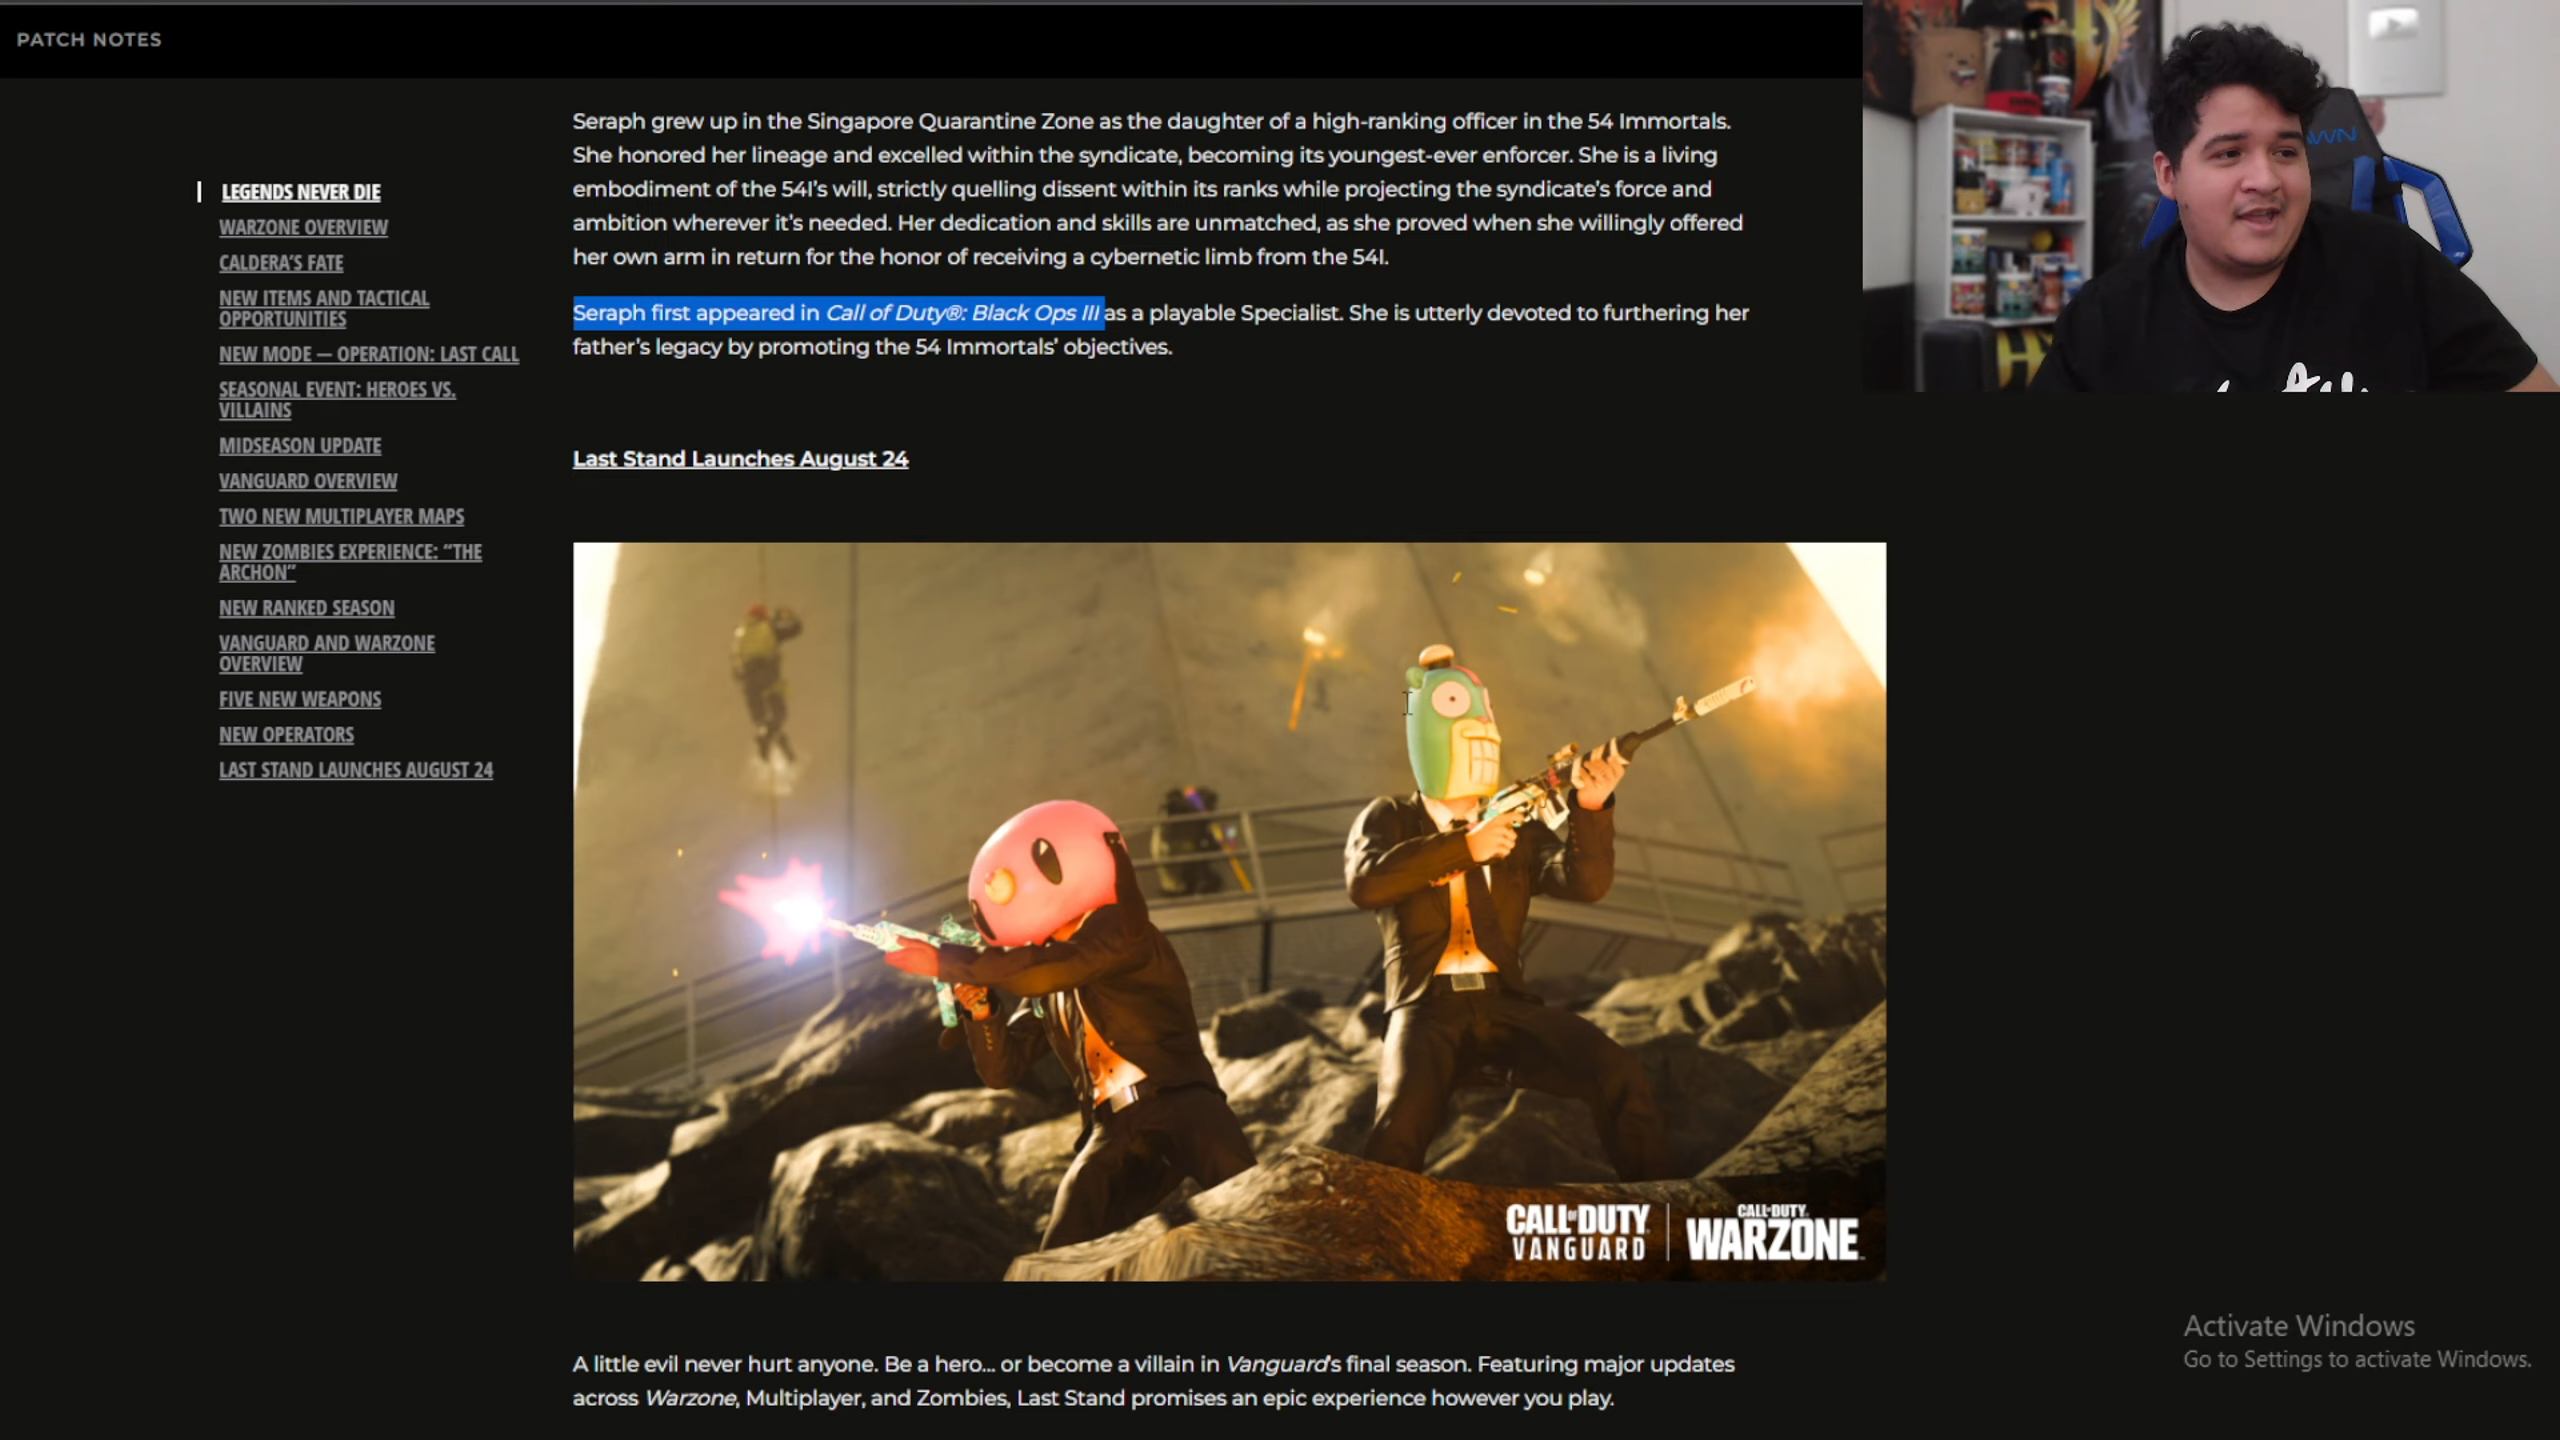 PATCH NOTES
LEGENDS NEVER DIE
WARZONE OVERVIEW
CALDERA'S FATE
NEW ITEMS AND TACTICAL
OPPORTUNITIES
NEW MODE — OPERATION: LAST CALL
SEASONAL EVENT: HEROES VS.
VILLAINS
MIDSEASON UPDATE
VANGUARD OVERVIEW
TWO NEW MULTIPLAYER MAPS
NEW ZOMBIES EXPERIENCE: “THE
ARCHON”
NEW RANKED SEASON
VANGUARD AND WARZONE
OVERVIEW
FIVE NEW WEAPONS
NEW OPERATORS
LAST STAND LAUNCHES AUGUST 24
Seraph grew up in the Singapore Quarantine Zone as the daughter of a high-ranking officer in the 54 Immortals.
She honored her lineage and excelled within the syndicate, becoming its youngest-ever enforcer. She is a living
embodiment of the 54I's will, strictly quelling dissent within its ranks while projecting the syndicate's force and
ambition wherever it's needed. Her dedication and skills are unmatched, as she proved when she willingly offered
her own arm in return for the honor of receiving a cybernetic limb from the 54I.
Seraph first appeared in Call of Duty®: Black Ops III as a playable Specialist. She is utterly devoted to furthering her
father's legacy by promoting the 54 Immortals' objectives.
Last Stand Launches August 24
CALL OF DUTY
VANGUARD
CALL OF DUTY
WARZONE
A little evil never hurt anyone. Be a hero... or become a villain in Vanguard's final season. Featuring major updates
across Warzone, Multiplayer, and Zombies, Last Stand promises an epic experience however you play.
Activate Windows
Go to Settings to activate Windows.